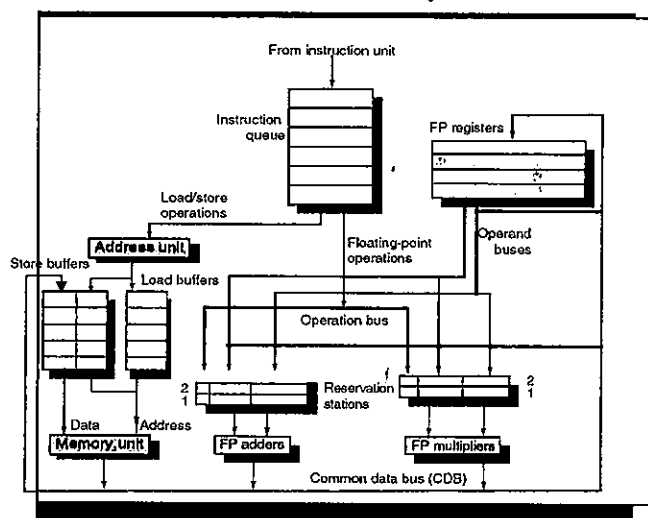 From instruction unit
Instruction
queue
FP registers
Load/store
operations
Address unit
Floating-point
operations
Operand
buses
Store buffers
Load buffers
Operation bus
2
1
Reservation
stations
2
1
Data
Address
Memory unit
FP adders
FP multipliers
Common data bus (CDB)